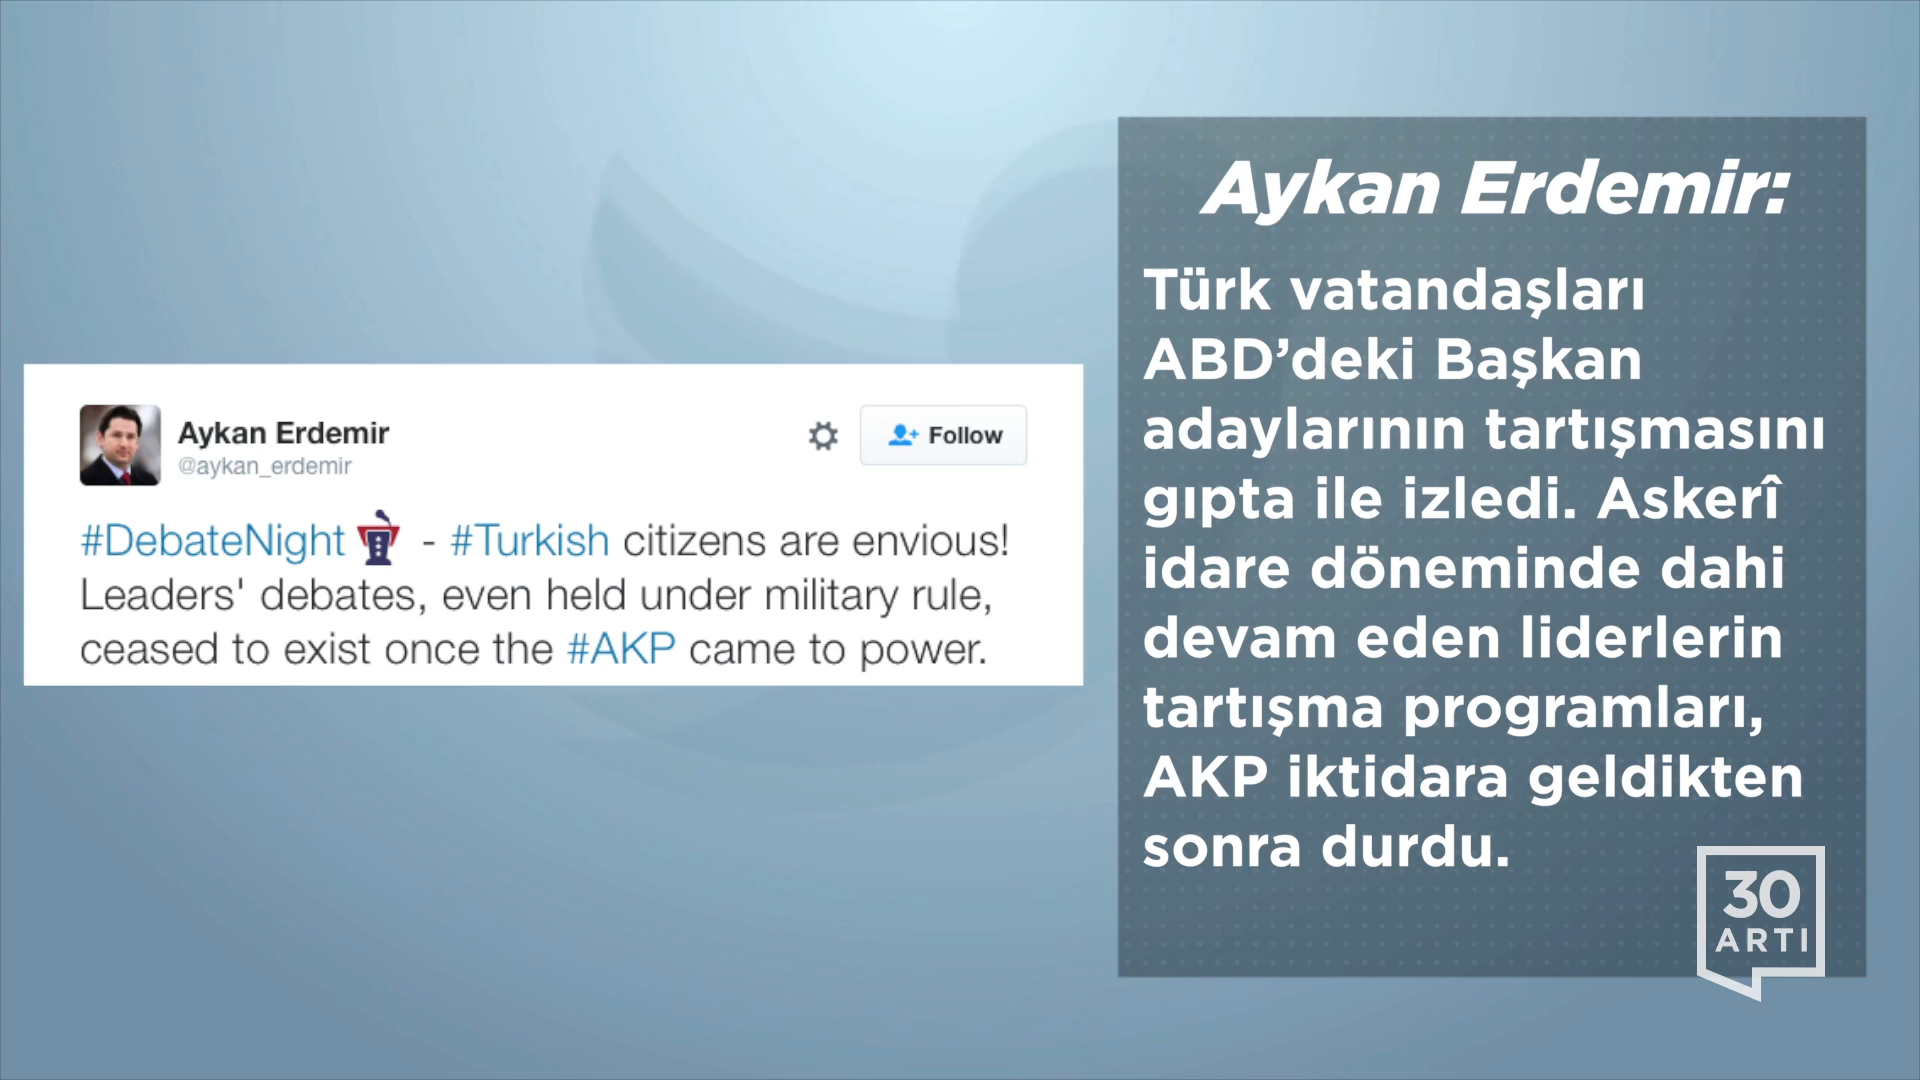 Aykan Erdemir
@aykan_erdemir
Follow
#DebateNight - #Turkish citizens are envious!
Leaders' debates, even held under military rule,
ceased to exist once the #AKP came to power.
Aykan Erdemir:
Türk vatandaşları
ABD’deki Başkan
adaylarının tartışmasını
gıpta ile izledi. Askerî
idare döneminde dahi
devam eden liderlerin
tartışma programları,
AKP iktidara geldikten
sonra durdu.
30
ARTI